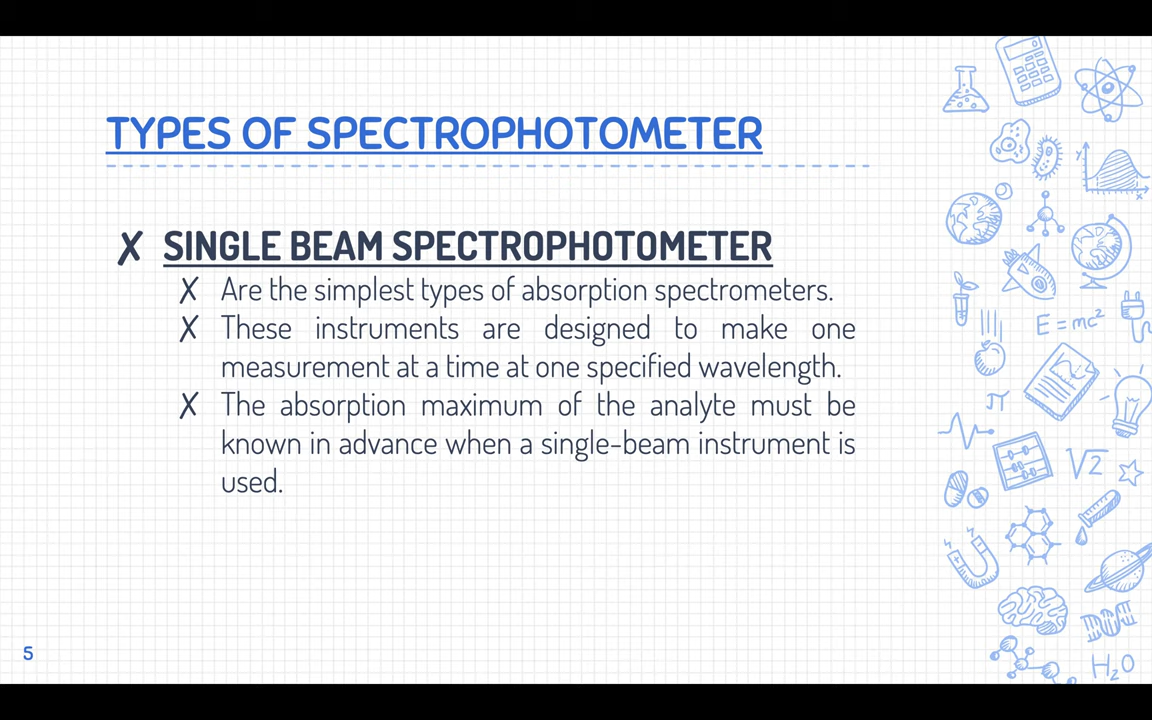 TYPES OF SPECTROPHOTOMETER
✗ SINGLE BEAM SPECTROPHOTOMETER
✗ Are the simplest types of absorption spectrometers.
✗ These instruments are designed to make one
measurement at a time at one specified wavelength.
✗ The absorption maximum of the analyte must be
known in advance when a single-beam instrument is
used.
5
y
x
E = mc²
π
√2
H₂O